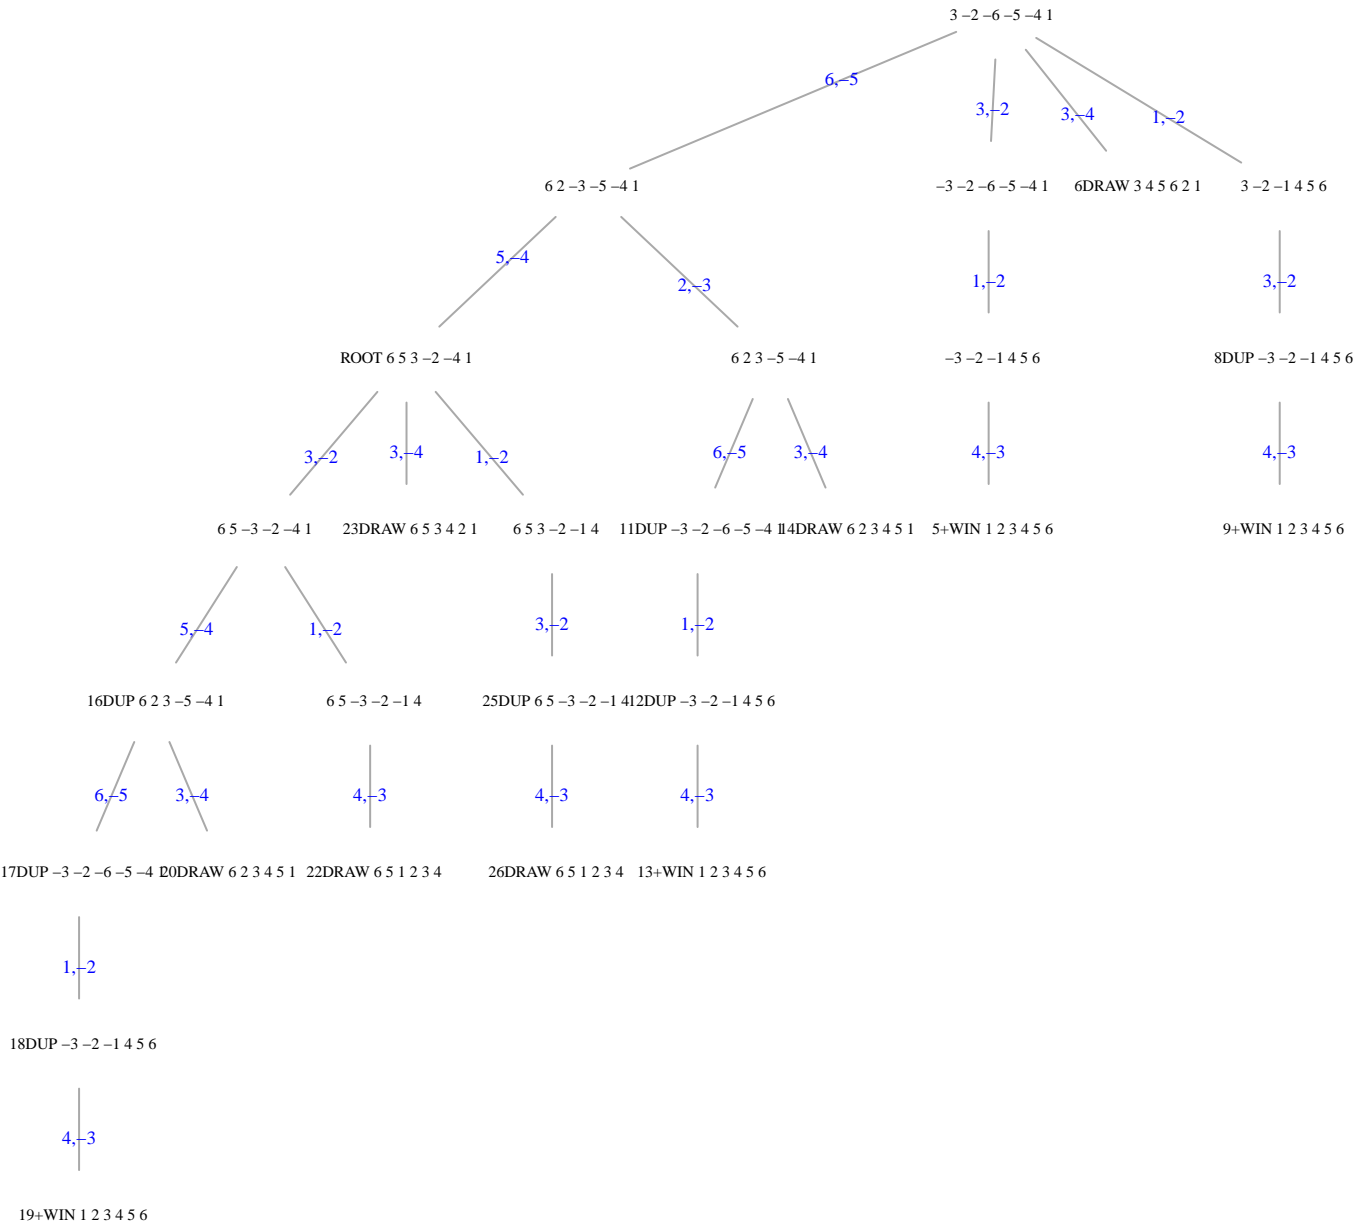 3 –2 –6 –5 –4 1
6,–5
3,–2
3,–4
1,–2
6 2 –3 –5 –4 1
–3 –2 –6 –5 –4 1
6DRAW 3 4 5 6 2 1
3 –2 –1 4 5 6
5,–4
2,–3
1,–2
3,–2
ROOT 6 5 3 –2 –4 1
6 2 3 –5 –4 1
–3 –2 –1 4 5 6
8DUP –3 –2 –1 4 5 6
3,–2
3,–4
1,–2
6,–5
3,–4
4,–3
4,–3
6 5 –3 –2 –4 1
23DRAW 6 5 3 4 2 1
6 5 3 –2 –1 4
11DUP –3 –2 –6 –5 –4 1
14DRAW 6 2 3 4 5 1
5+WIN 1 2 3 4 5 6
9+WIN 1 2 3 4 5 6
5,–4
1,–2
3,–2
1,–2
16DUP 6 2 3 –5 –4 1
6 5 –3 –2 –1 4
25DUP 6 5 –3 –2 –1 4
12DUP –3 –2 –1 4 5 6
6,–5
3,–4
4,–3
4,–3
4,–3
17DUP –3 –2 –6 –5 –4 1
20DRAW 6 2 3 4 5 1
22DRAW 6 5 1 2 3 4
26DRAW 6 5 1 2 3 4
13+WIN 1 2 3 4 5 6
1,–2
18DUP –3 –2 –1 4 5 6
4,–3
19+WIN 1 2 3 4 5 6